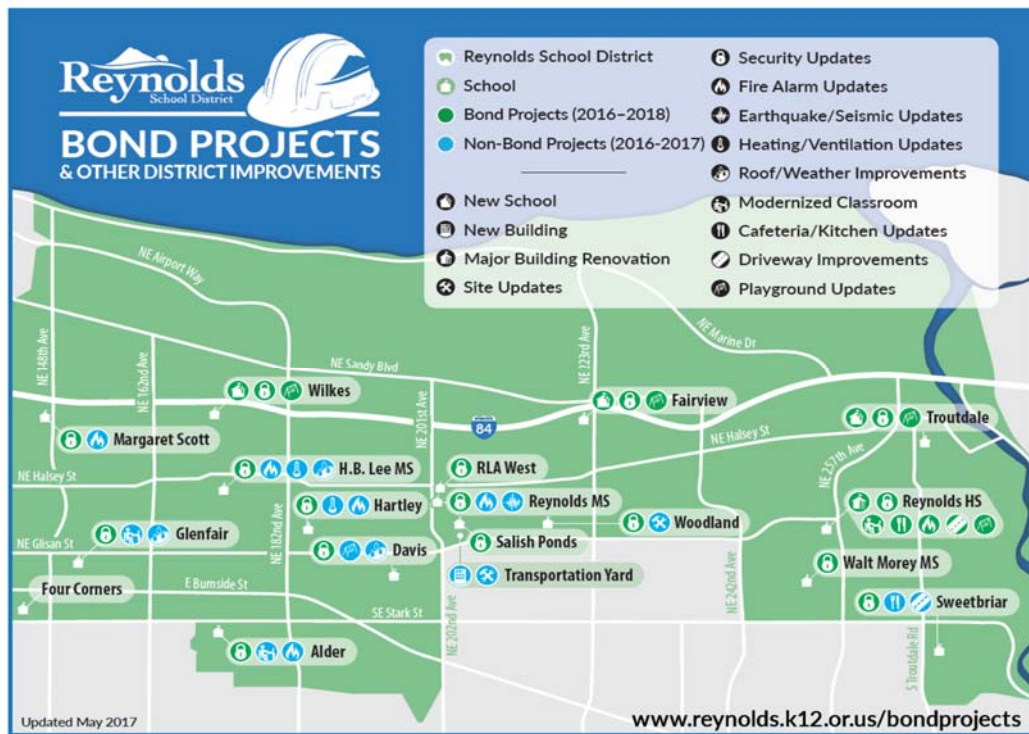 Reynolds
School District
BOND PROJECTS
& OTHER DISTRICT IMPROVEMENTS
Reynolds School District
School
Bond Projects (2016–2018)
Non-Bond Projects (2016-2017)
New School
New Building
Major Building Renovation
Site Updates
Security Updates
Fire Alarm Updates
Earthquake/Seismic Updates
Heating/Ventilation Updates
Roof/Weather Improvements
Modernized Classroom
Cafeteria/Kitchen Updates
Driveway Improvements
Playground Updates
NE Airport Way
NE 148th Ave
NE 162nd Ave
NE Sandy Blvd
NE 223rd Ave
NE Marine Dr
Wilkes
Fairview
Troutdale
NE 201st Ave
84
NE Halsey St
NE 257th Ave
Margaret Scott
NE Halsey St
H.B. Lee MS
RLA West
Hartley
Reynolds MS
Woodland
Reynolds HS
NE 182nd Ave
Glenfair
NE Glisan St
Davis
Salish Ponds
Walt Morey MS
Four Corners
E Burnside St
Transportation Yard
NE 242nd Ave
Sweetbriar
SE Stark St
NE 202nd Ave
S Troutdale Rd
Alder
Updated May 2017
www.reynolds.k12.or.us/bondprojects